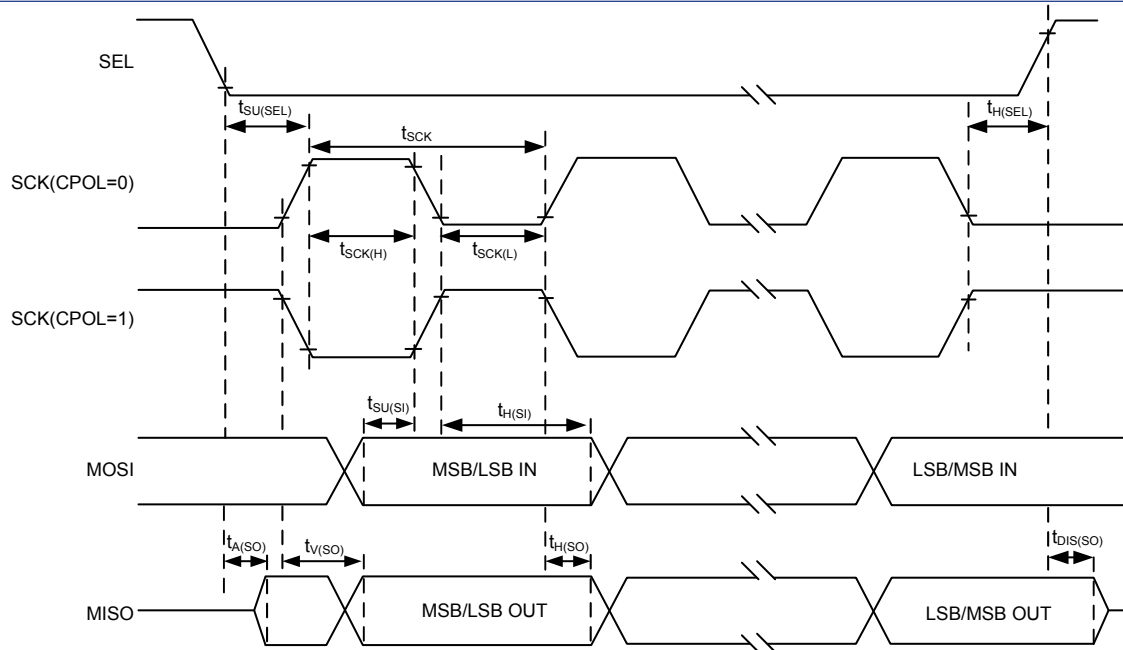 SEL
tSU(SEL)
tH(SEL)
tSCK
SCK(CPOL=0)
tSCK(H)
tSCK(L)
SCK(CPOL=1)
tSU(SI)
tH(SI)
MOSI
MSB/LSB IN
LSB/MSB IN
tA(SO)
tV(SO)
tH(SO)
tDIS(SO)
MISO
MSB/LSB OUT
LSB/MSB OUT